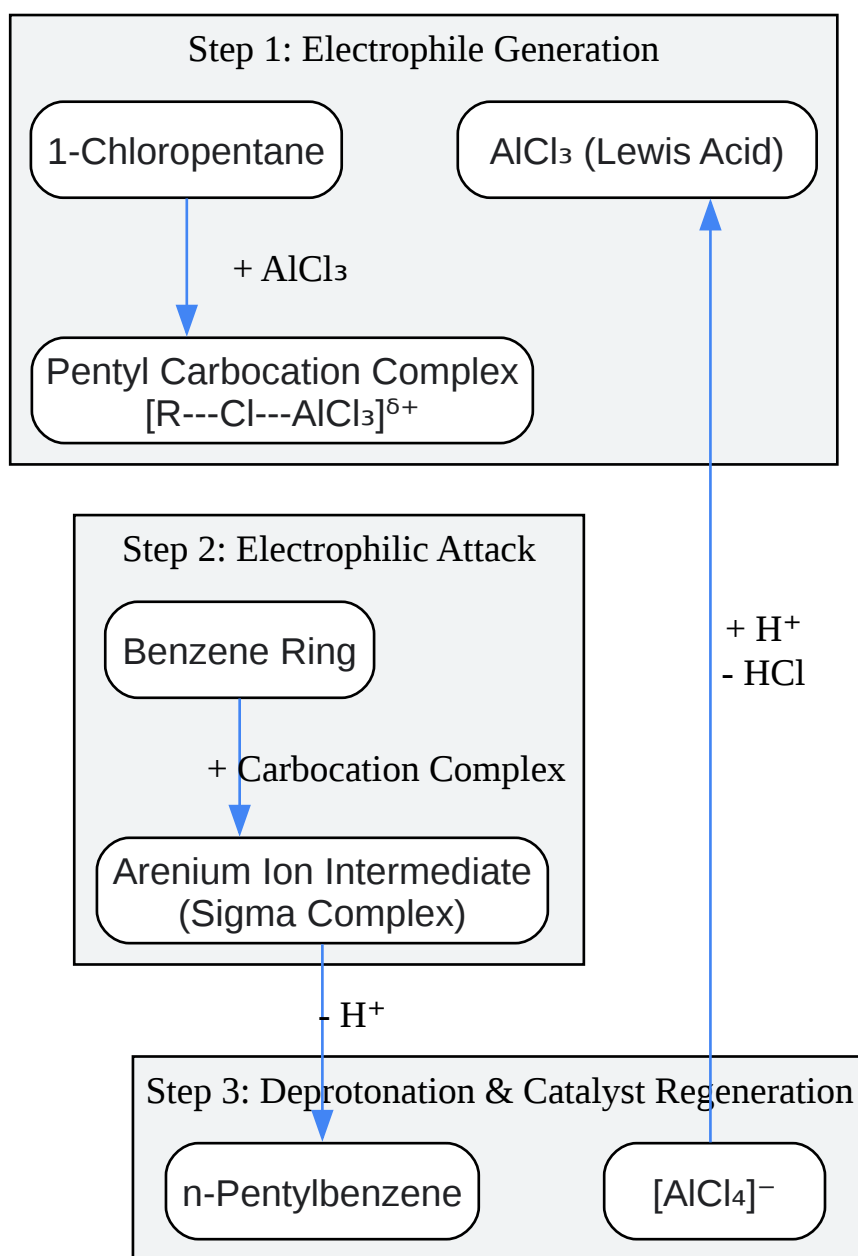 Step 1: Electrophile Generation
1-Chloropentane
AlCl₃ (Lewis Acid)
+ AlCl₃
Pentyl Carbocation Complex
[R---Cl---AlCl₃]ᵟ⁺
Step 2: Electrophilic Attack
Benzene Ring
+ H⁺
- HCl
+ Carbocation Complex
Arenium Ion Intermediate
(Sigma Complex)
- H⁺
Step 3: Deprotonation & Catalyst Regeneration
n-Pentylbenzene
[AlCl₄]⁻